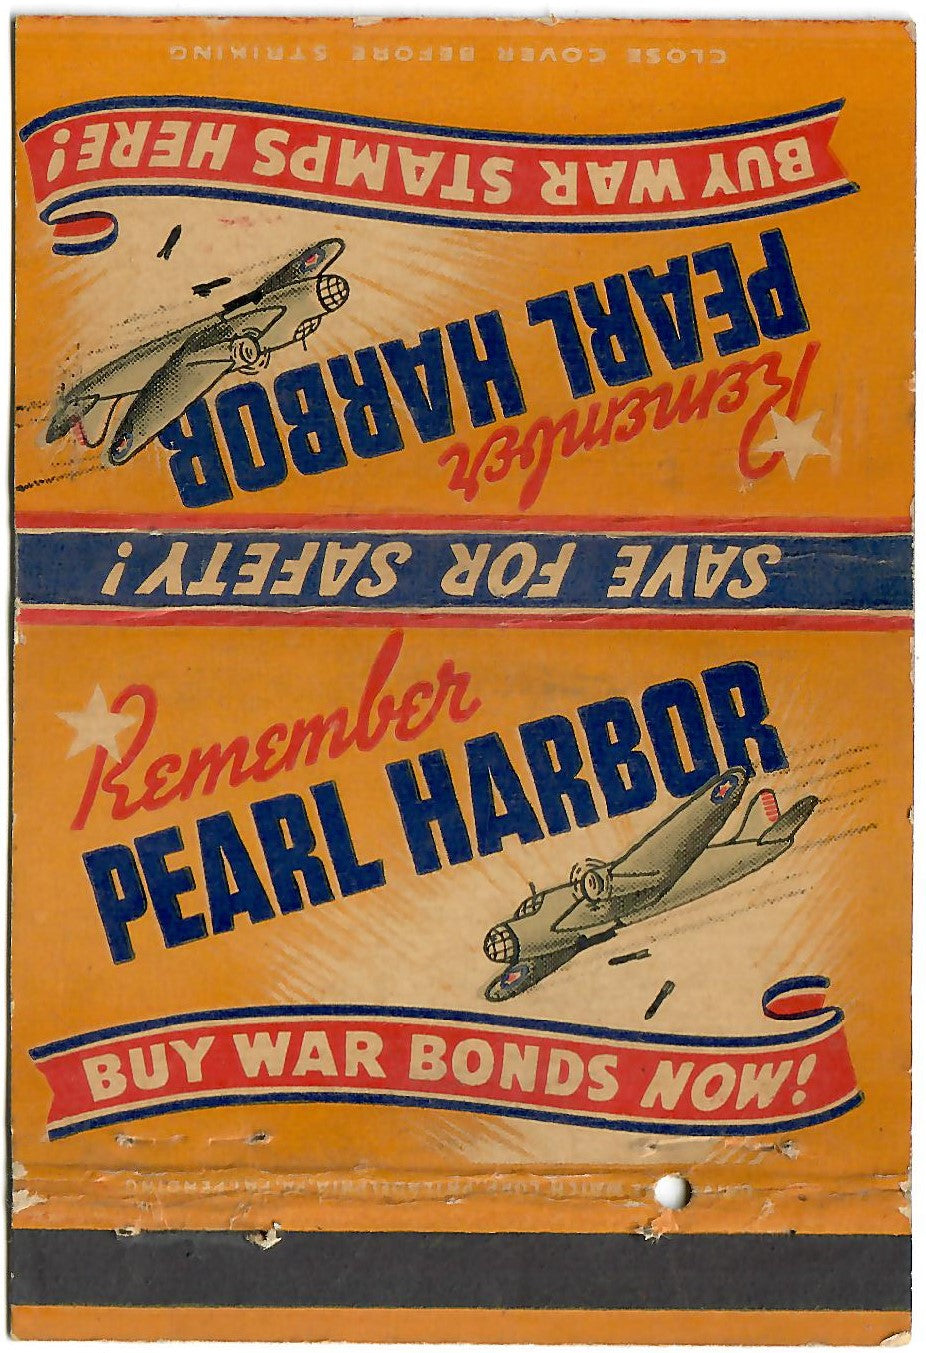 CLOSE COVER BEFORE STRIKING
BUY WAR STAMPS HERE!
PEARL HARBOR
Remember
SAVE FOR SAFETY!
Remember
PEARL HARBOR
BUY WAR BONDS NOW!